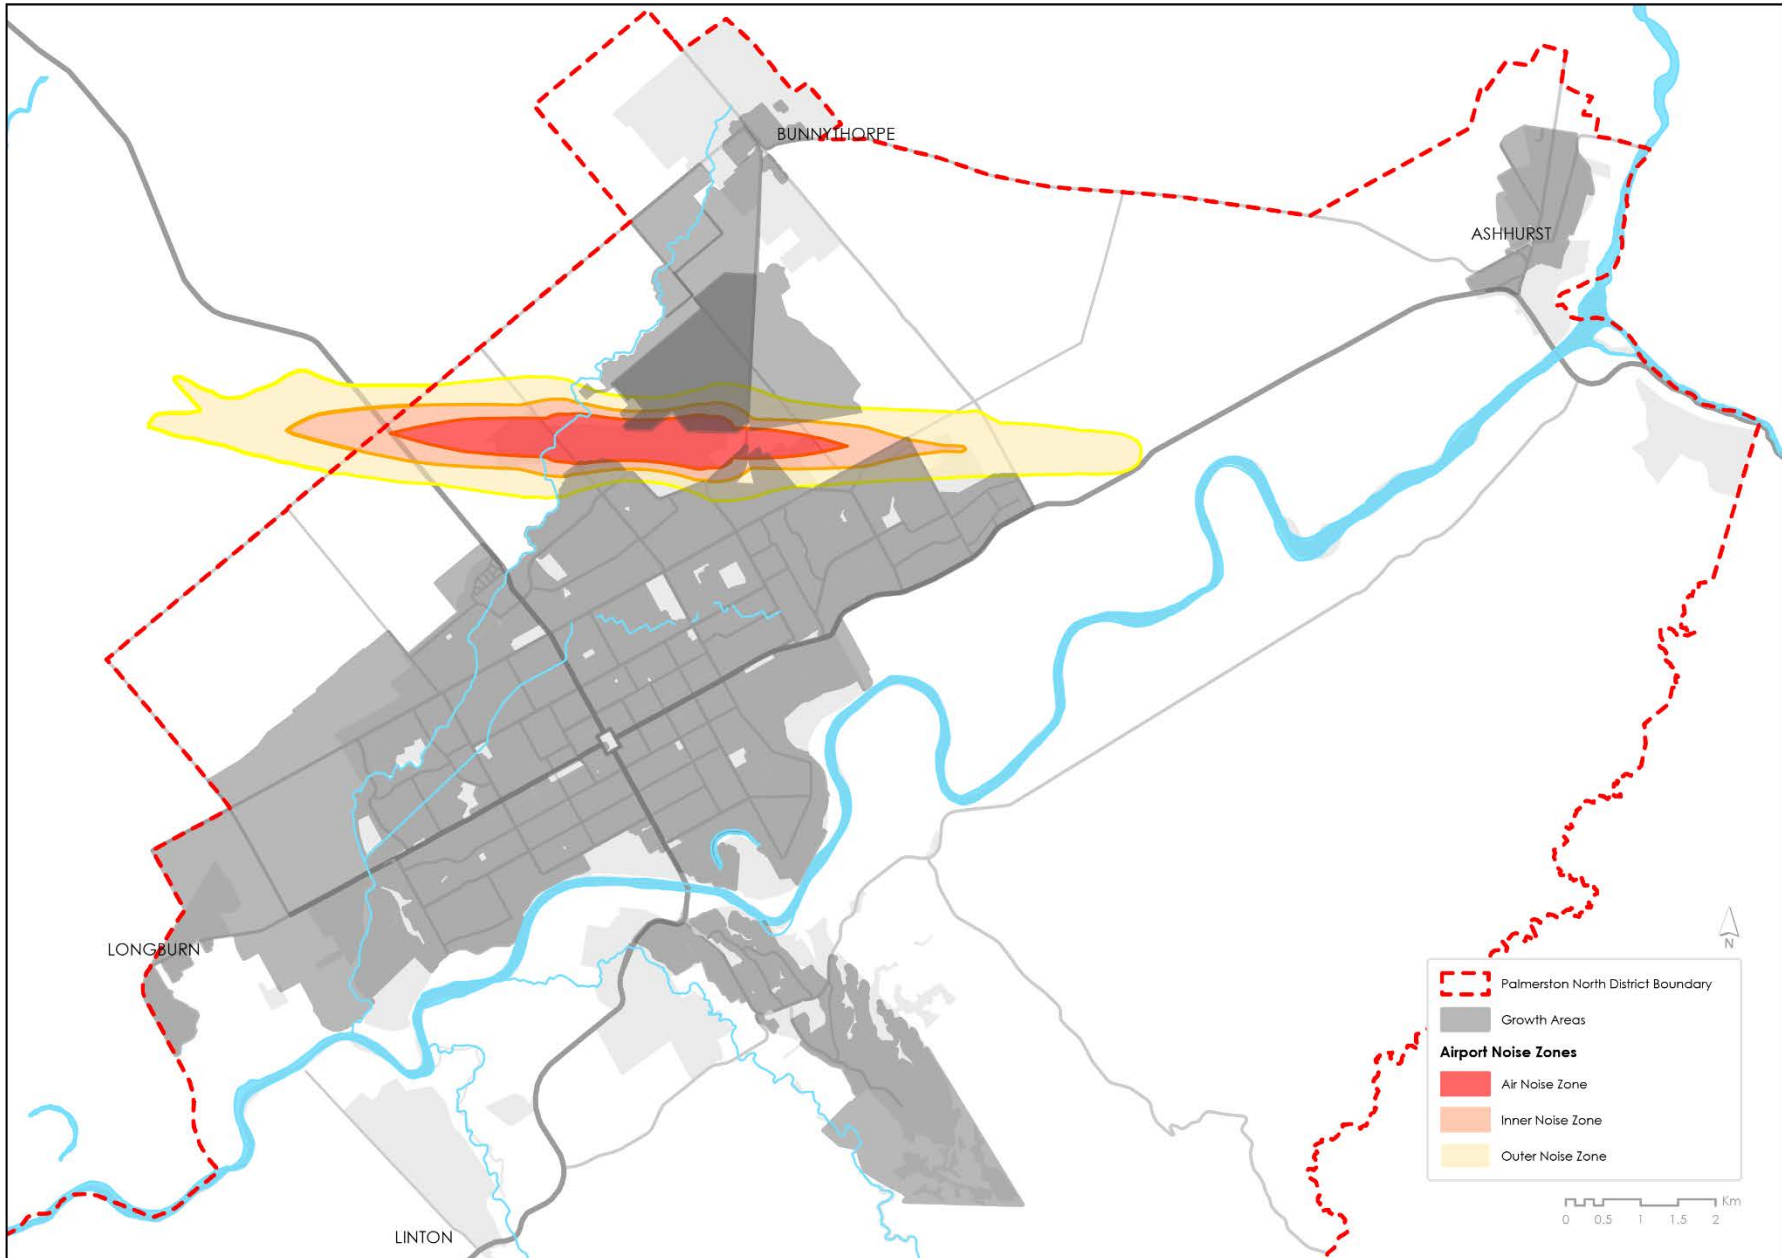 BUNNYTHORPE
ASHHURST
LONGBURN
LINTON
N
Palmerston North District Boundary
Growth Areas
Airport Noise Zones
Air Noise Zone
Inner Noise Zone
Outer Noise Zone
Km
0 0.5 1 1.5 2